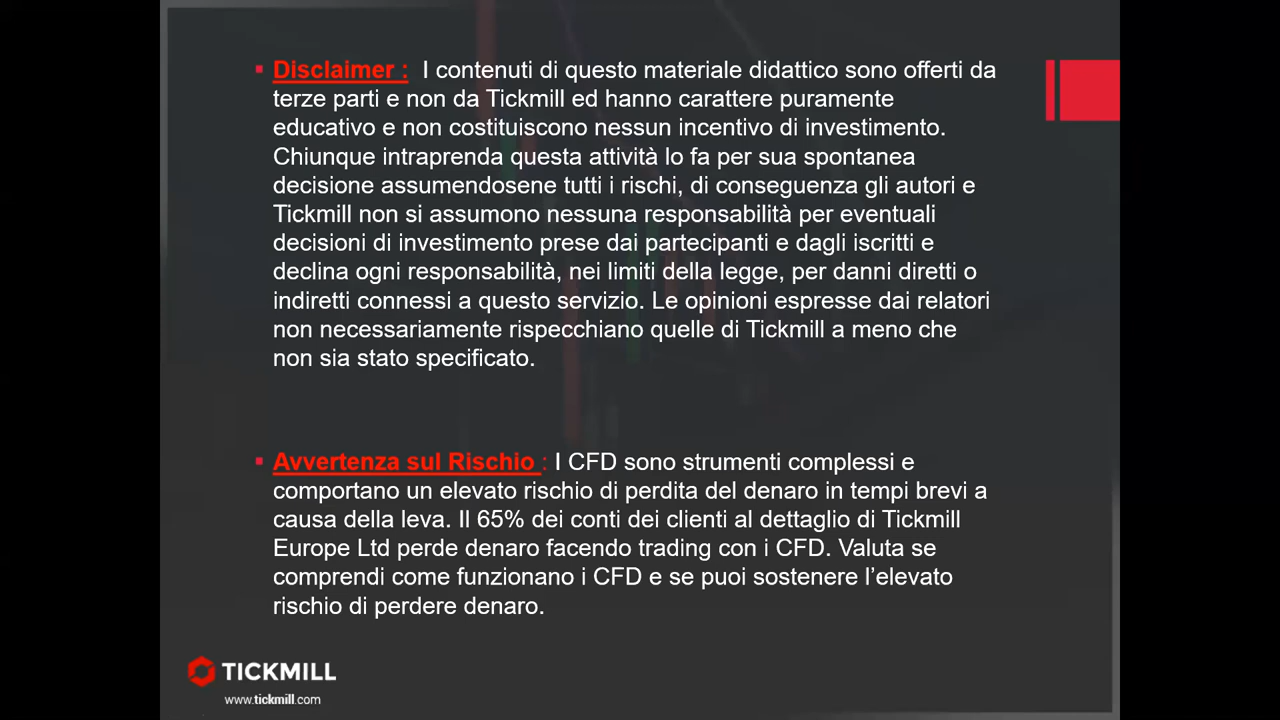 Disclaimer : I contenuti di questo materiale didattico sono offerti da
terze parti e non da Tickmill ed hanno carattere puramente
educativo e non costituiscono nessun incentivo di investimento.
Chiunque intraprenda questa attività lo fa per sua spontanea
decisione assumendosene tutti i rischi, di conseguenza gli autori e
Tickmill non si assumono nessuna responsabilità per eventuali
decisioni di investimento prese dai partecipanti e dagli iscritti e
declina ogni responsabilità, nei limiti della legge, per danni diretti o
indiretti connessi a questo servizio. Le opinioni espresse dai relatori
non necessariamente rispecchiano quelle di Tickmill a meno che
non sia stato specificato.
Avvertenza sul Rischio : I CFD sono strumenti complessi e
comportano un elevato rischio di perdita del denaro in tempi brevi a
causa della leva. Il 65% dei conti dei clienti al dettaglio di Tickmill
Europe Ltd perde denaro facendo trading con i CFD. Valuta se
comprendi come funzionano i CFD e se puoi sostenere l’elevato
rischio di perdere denaro.
TICKMILL
www.tickmill.com